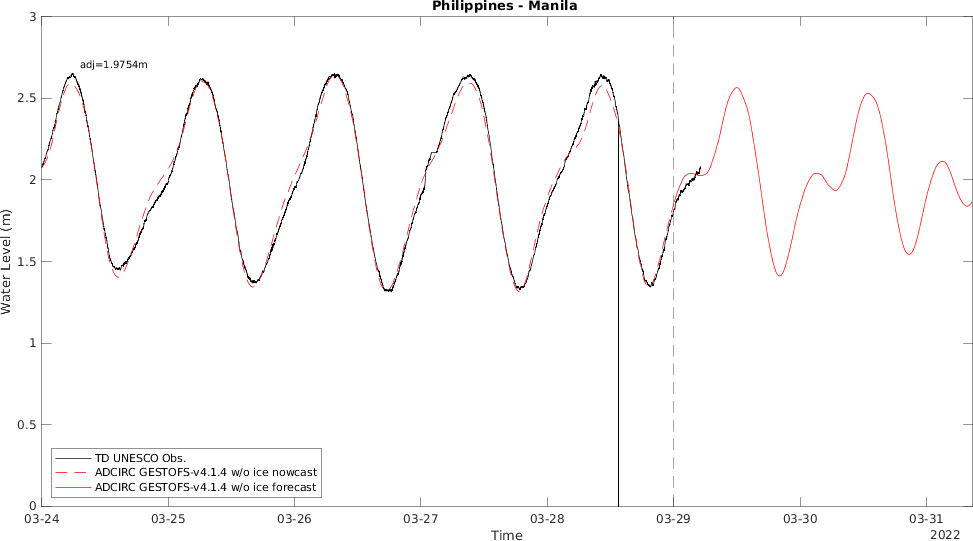 Philippines - Manila
3
adj=1.9754m
2.5
2
1.5
1
0.5
0
Water Level (m)
TD UNESCO Obs.
ADCIRC GESTOFS-v4.1.4 w/o ice nowcast
ADCIRC GESTOFS-v4.1.4 w/o ice forecast
03-24 03-25 03-26 03-27 03-28 03-29 03-30 03-31
Time
2022